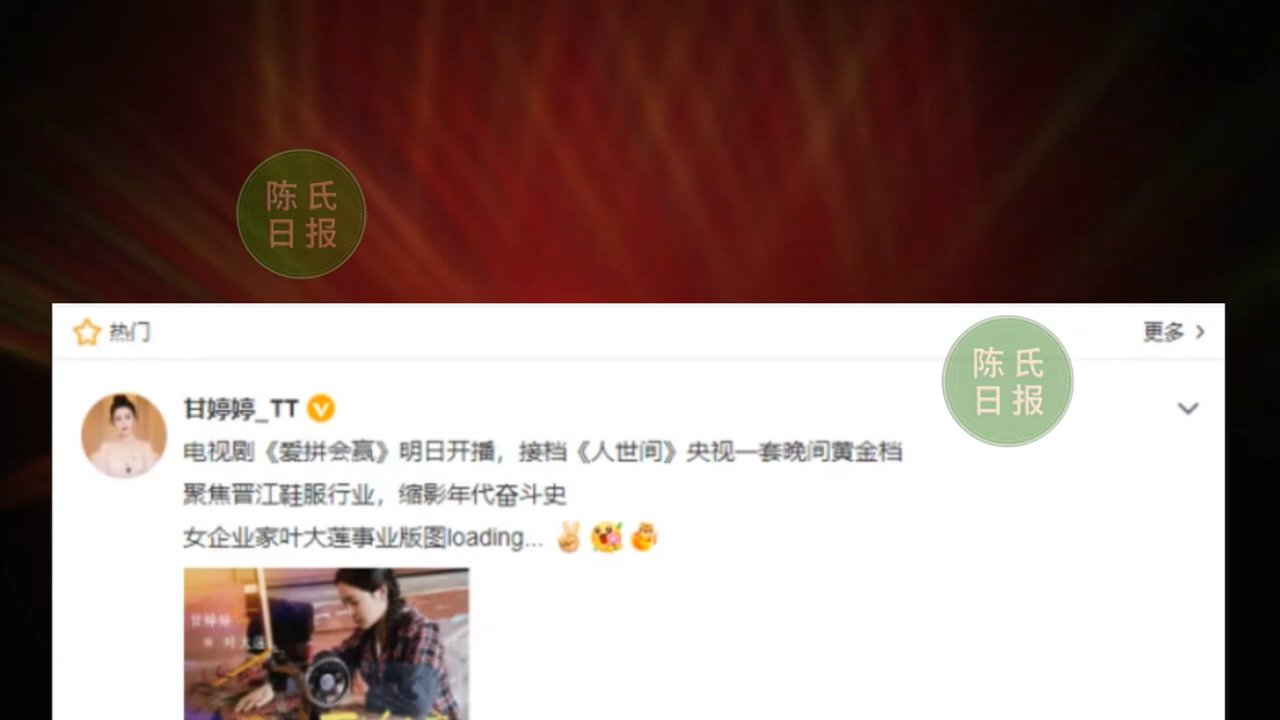 陈氏
日报
热门
更多
陈氏
日报
甘婷婷_TT
电视剧《爱拼会赢》明日开播，接档《人世间》央视一套晚间黄金档
聚焦晋江鞋服行业，缩影年代奋斗史
女企业家叶大莲事业版图loading...
甘婷婷
饰 叶大莲